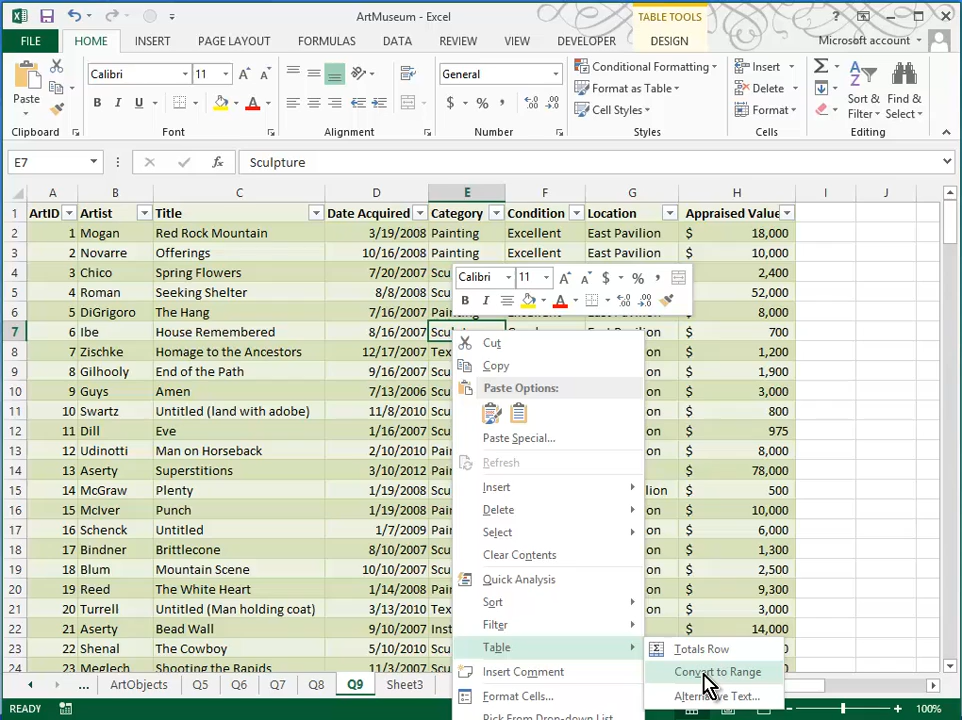 ArtMuseum - Excel
TABLE TOOLS
FILE HOME INSERT PAGE LAYOUT FORMULAS DATA REVIEW VIEW DEVELOPER DESIGN Microsoft account
Calibri 11 General Conditional Formatting Insert
Paste Format as Table Delete Sort & Find &
B I U $ % , Cell Styles Format Filter Select
Clipboard Font Alignment Number Styles Cells Editing
E7 fx Sculpture
A B C D E F G H I J
1 ArtID Artist Title Date Acquired Category Condition Location Appraised Value
2 1 Mogan Red Rock Mountain 3/19/2008 Painting Excellent East Pavilion $ 18,000
3 2 Novarre Offerings 10/16/2008 Painting Excellent East Pavilion $ 10,000
4 3 Chico Spring Flowers 7/20/2007 Scu $ 2,400
5 4 Roman Seeking Shelter 8/8/2008 Scu $ 52,000
6 5 DiGrigoro The Hang 7/16/2007 $ 8,000
7 6 Ibe House Remembered 8/16/2007 $ 700
8 7 Zischke Homage to the Ancestors 12/17/2007 Tex on $ 1,200
9 8 Gilhooly End of the Path 9/16/2007 Scu on $ 1,900
10 9 Guys Amen 7/13/2006 Scu on $ 3,000
11 10 Swartz Untitled (land with adobe) 11/8/2010 Scu on $ 800
12 11 Dill Eve 1/16/2007 Scu on $ 975
13 12 Udinotti Man on Horseback 2/10/2010 Pai on $ 8,000
14 13 Aserty Superstitions 3/10/2012 Pai on $ 78,000
15 14 McGraw Plenty 1/19/2008 Scu lion $ 500
16 15 McIver Punch 1/19/2008 Pai on $ 10,000
17 16 Schenck Untitled 1/7/2009 Pai on $ 6,000
18 17 Bindner Brittlecone 8/10/2007 Scu on $ 1,300
19 18 Blum Mountain Scene 10/10/2007 Scu on $ 2,500
20 19 Reed The White Heart 1/14/2008 Pai on $ 9,300
21 20 Turrell Untitled (Man holding coat) 3/13/2010 Tex on $ 3,000
22 21 Aserty Bead Wall 9/10/2007 Inst on $ 14,000
23 22 Shenal The Cowboy 5/10/2010 Scu
24 23 Meglech Shooting the Rapids
Calibri 11 $ % ,
B I A
Cut
Copy
Paste Options:
Paste Special...
Refresh
Insert
Delete
Select
Clear Contents
Quick Analysis
Sort
Filter
Table
Insert Comment
Format Cells...
Pick From Drop-down List
Totals Row
Convert to Range
Alternative Text...
... ArtObjects Q5 Q6 Q7 Q8 Q9 Sheet3
READY 100%